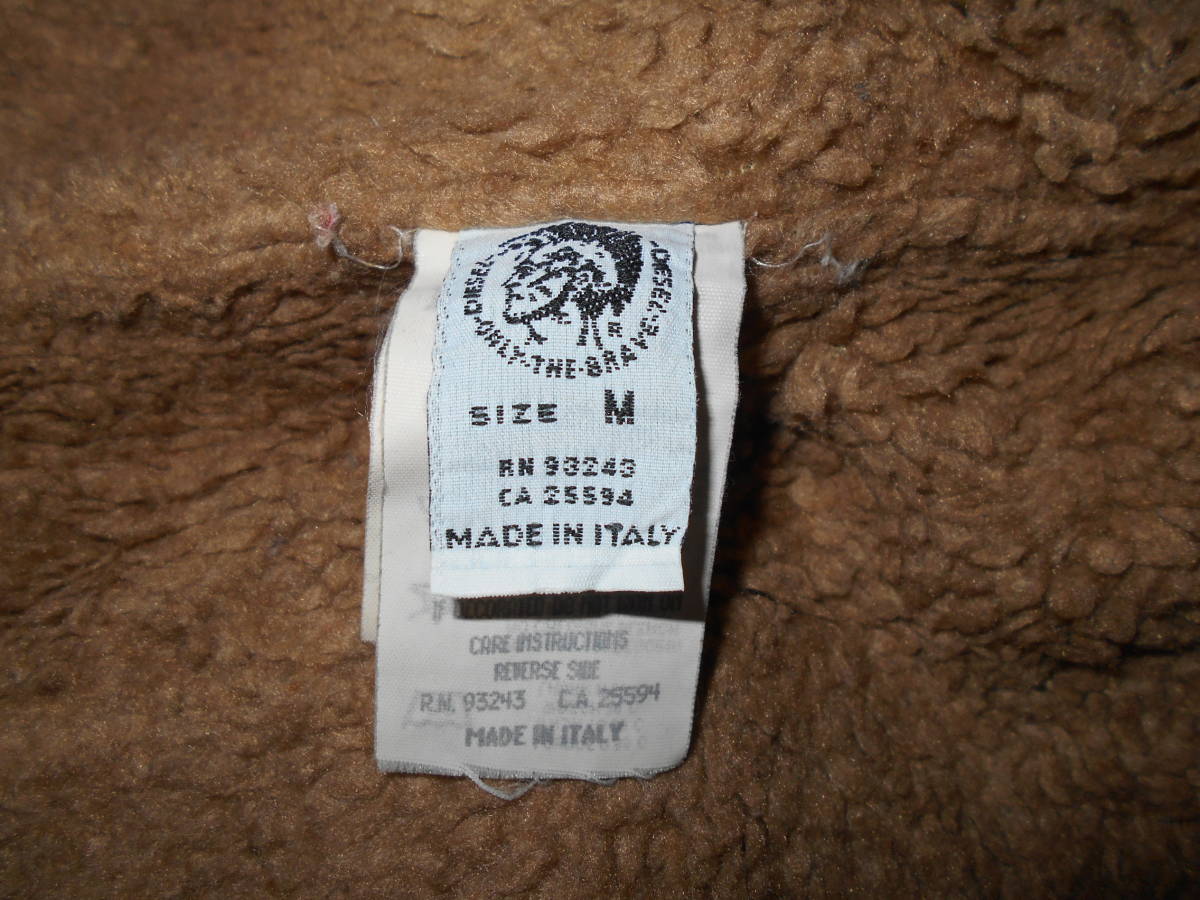 DIESEL
ONLY·THE·BRAVE
R
SIZE M
RN 93243
CA 25594
MADE IN ITALY
IF
CARE INSTRUCTIONS
REVERSE SIDE
R.N. 93243 C.A. 25594
MADE IN ITALY